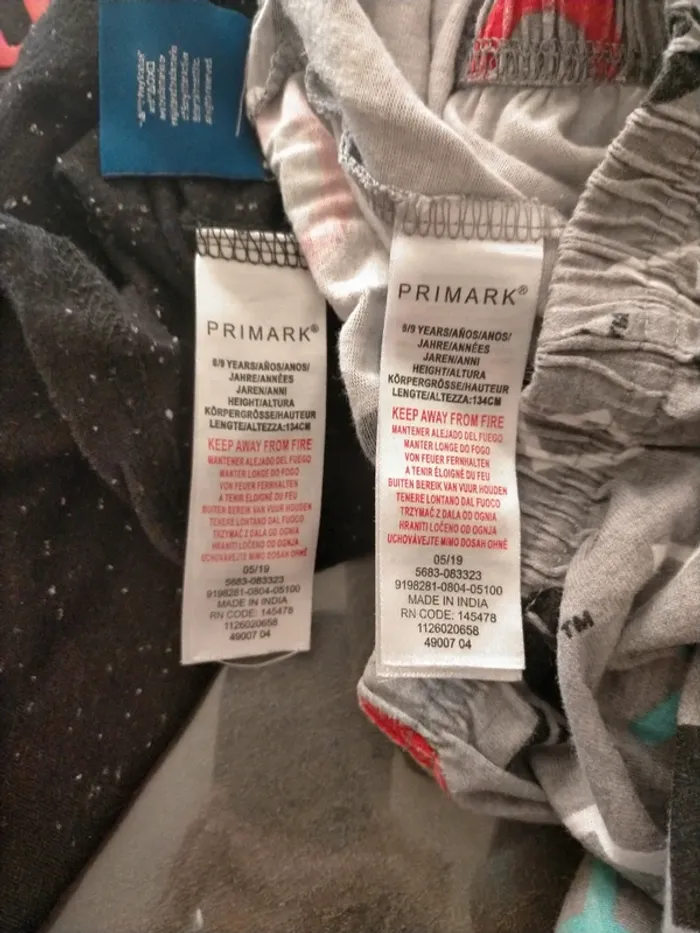 PRIMARK®
8/9 YEARS/AÑOS/ANOS/
JAHRE/ANNÉES
JAREN/ANNI
HEIGHT/ALTURA
KÖRPERGRÖSSE/HAUTEUR
LENGTE/ALTEZZA:134CM
KEEP AWAY FROM FIRE
MANTENER ALEJADO DEL FUEGO
MANTER LONGE DO FOGO
VON FEUER FERNHALTEN
A TENIR ÉLOIGNÉ DU FEU
BUITEN BEREIK VAN VUUR HOUDEN
TENERE LONTANO DAL FUOCO
TRZYMAĆ Z DALA OD OGNIA
HRANITI LOČENO OD OGNJA
UCHOVÁVEJTE MIMO DOSAH OHNĚ
05/19
5683-083323
9198281-0804-05100
MADE IN INDIA
RN CODE: 145478
1126020658
49007 04
PRIMARK®
8/9 YEARS/AÑOS/ANOS/
JAHRE/ANNÉES
JAREN/ANNI
HEIGHT/ALTURA
KÖRPERGRÖSSE/HAUTEUR
LENGTE/ALTEZZA:134CM
KEEP AWAY FROM FIRE
MANTENER ALEJADO DEL FUEGO
MANTER LONGE DO FOGO
VON FEUER FERNHALTEN
A TENIR ÉLOIGNÉ DU FEU
BUITEN BEREIK VAN VUUR HOUDEN
TENERE LONTANO DAL FUOCO
TRZYMAĆ Z DALA OD OGNIA
HRANITI LOČENO OD OGNJA
UCHOVÁVEJTE MIMO DOSAH OHNĚ
05/19
5683-083323
9198281-0804-05100
MADE IN INDIA
RN CODE: 145478
1126020658
49007 04
TM
TM